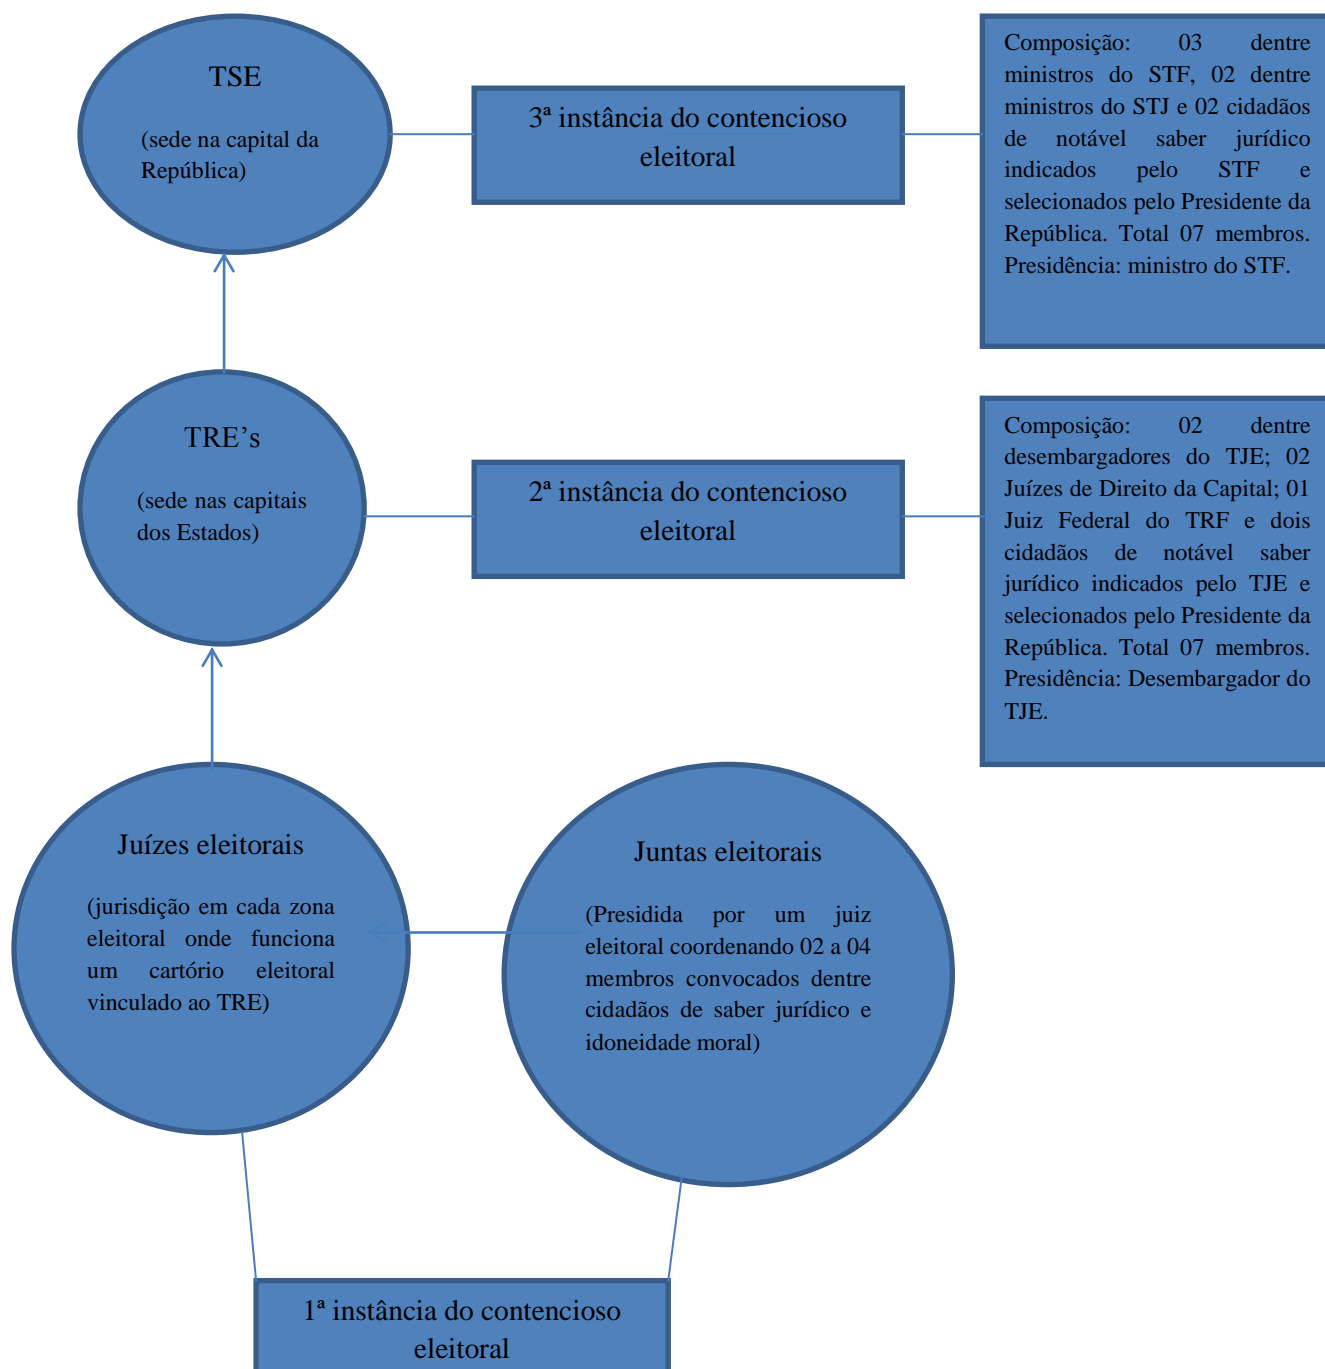 TSE
(sede na capital da
República)
3ª instância do contencioso
eleitoral
Composição: 03 dentre
ministros do STF, 02 dentre
ministros do STJ e 02 cidadãos
de notável saber jurídico
indicados pelo STF e
selecionados pelo Presidente da
República. Total 07 membros.
Presidência: ministro do STF.
TRE’s
(sede nas capitais
dos Estados)
2ª instância do contencioso
eleitoral
Composição: 02 dentre
desembargadores do TJE; 02
Juízes de Direito da Capital; 01
Juiz Federal do TRF e dois
cidadãos de notável saber
jurídico indicados pelo TJE e
selecionados pelo Presidente da
República. Total 07 membros.
Presidência: Desembargador do
TJE.
Juízes eleitorais
(jurisdição em cada zona
eleitoral onde funciona
um cartório eleitoral
vinculado ao TRE)
Juntas eleitorais
(Presidida por um juiz
eleitoral coordenando 02 a 04
membros convocados dentre
cidadãos de saber jurídico e
idoneidade moral)
1ª instância do contencioso
eleitoral